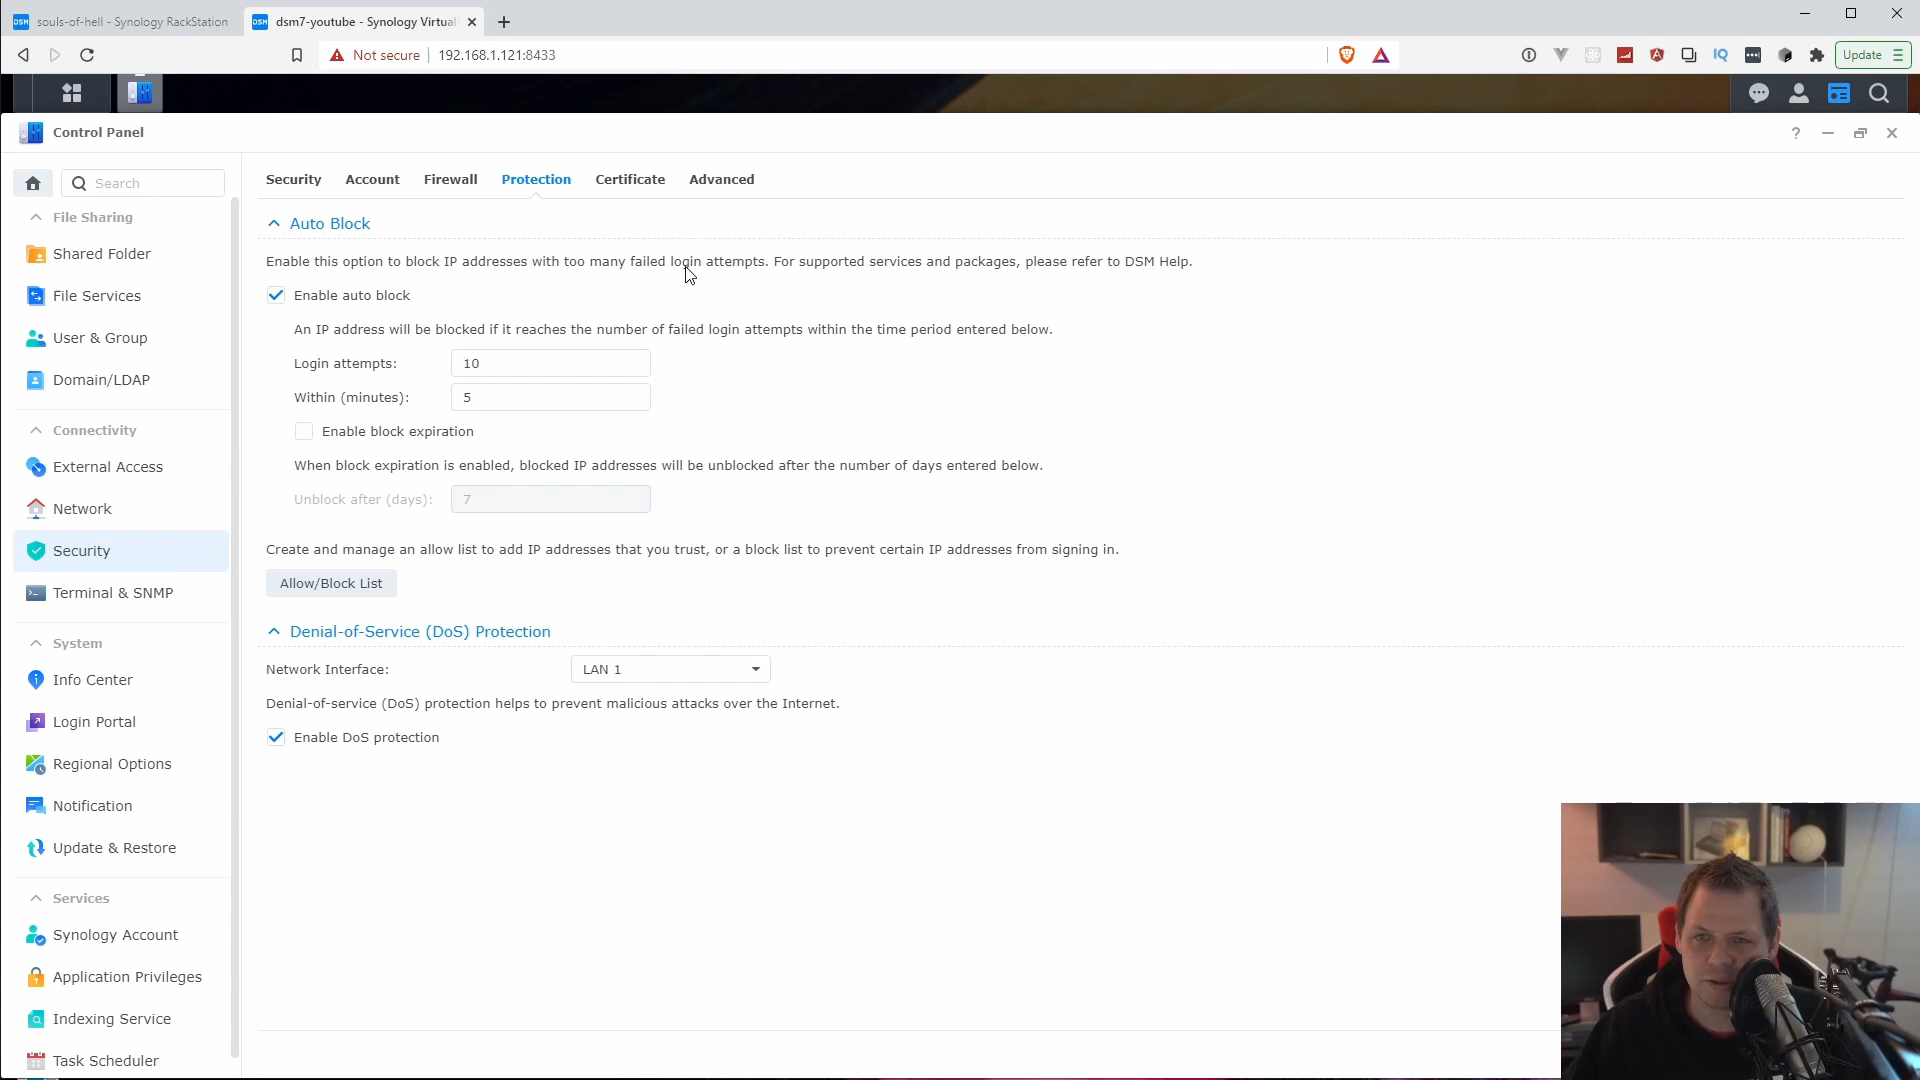 souls-of-hell - Synology RackStation
dsm7-youtube - Synology Virtual
Not secure
192.168.1.121:8433
Update
Control Panel
Search
Security
Account
Firewall
Protection
Certificate
Advanced
File Sharing
Shared Folder
File Services
User & Group
Domain/LDAP
Connectivity
External Access
Network
Security
Terminal & SNMP
System
Info Center
Login Portal
Regional Options
Notification
Update & Restore
Services
Synology Account
Application Privileges
Indexing Service
Task Scheduler
Auto Block
Enable this option to block IP addresses with too many failed login attempts. For supported services and packages, please refer to DSM Help.
Enable auto block
An IP address will be blocked if it reaches the number of failed login attempts within the time period entered below.
Login attempts: 10
Within (minutes): 5
Enable block expiration
When block expiration is enabled, blocked IP addresses will be unblocked after the number of days entered below.
Unblock after (days): 7
Create and manage an allow list to add IP addresses that you trust, or a block list to prevent certain IP addresses from signing in.
Allow/Block List
Denial-of-Service (DoS) Protection
Network Interface: LAN 1
Denial-of-service (DoS) protection helps to prevent malicious attacks over the Internet.
Enable DoS protection